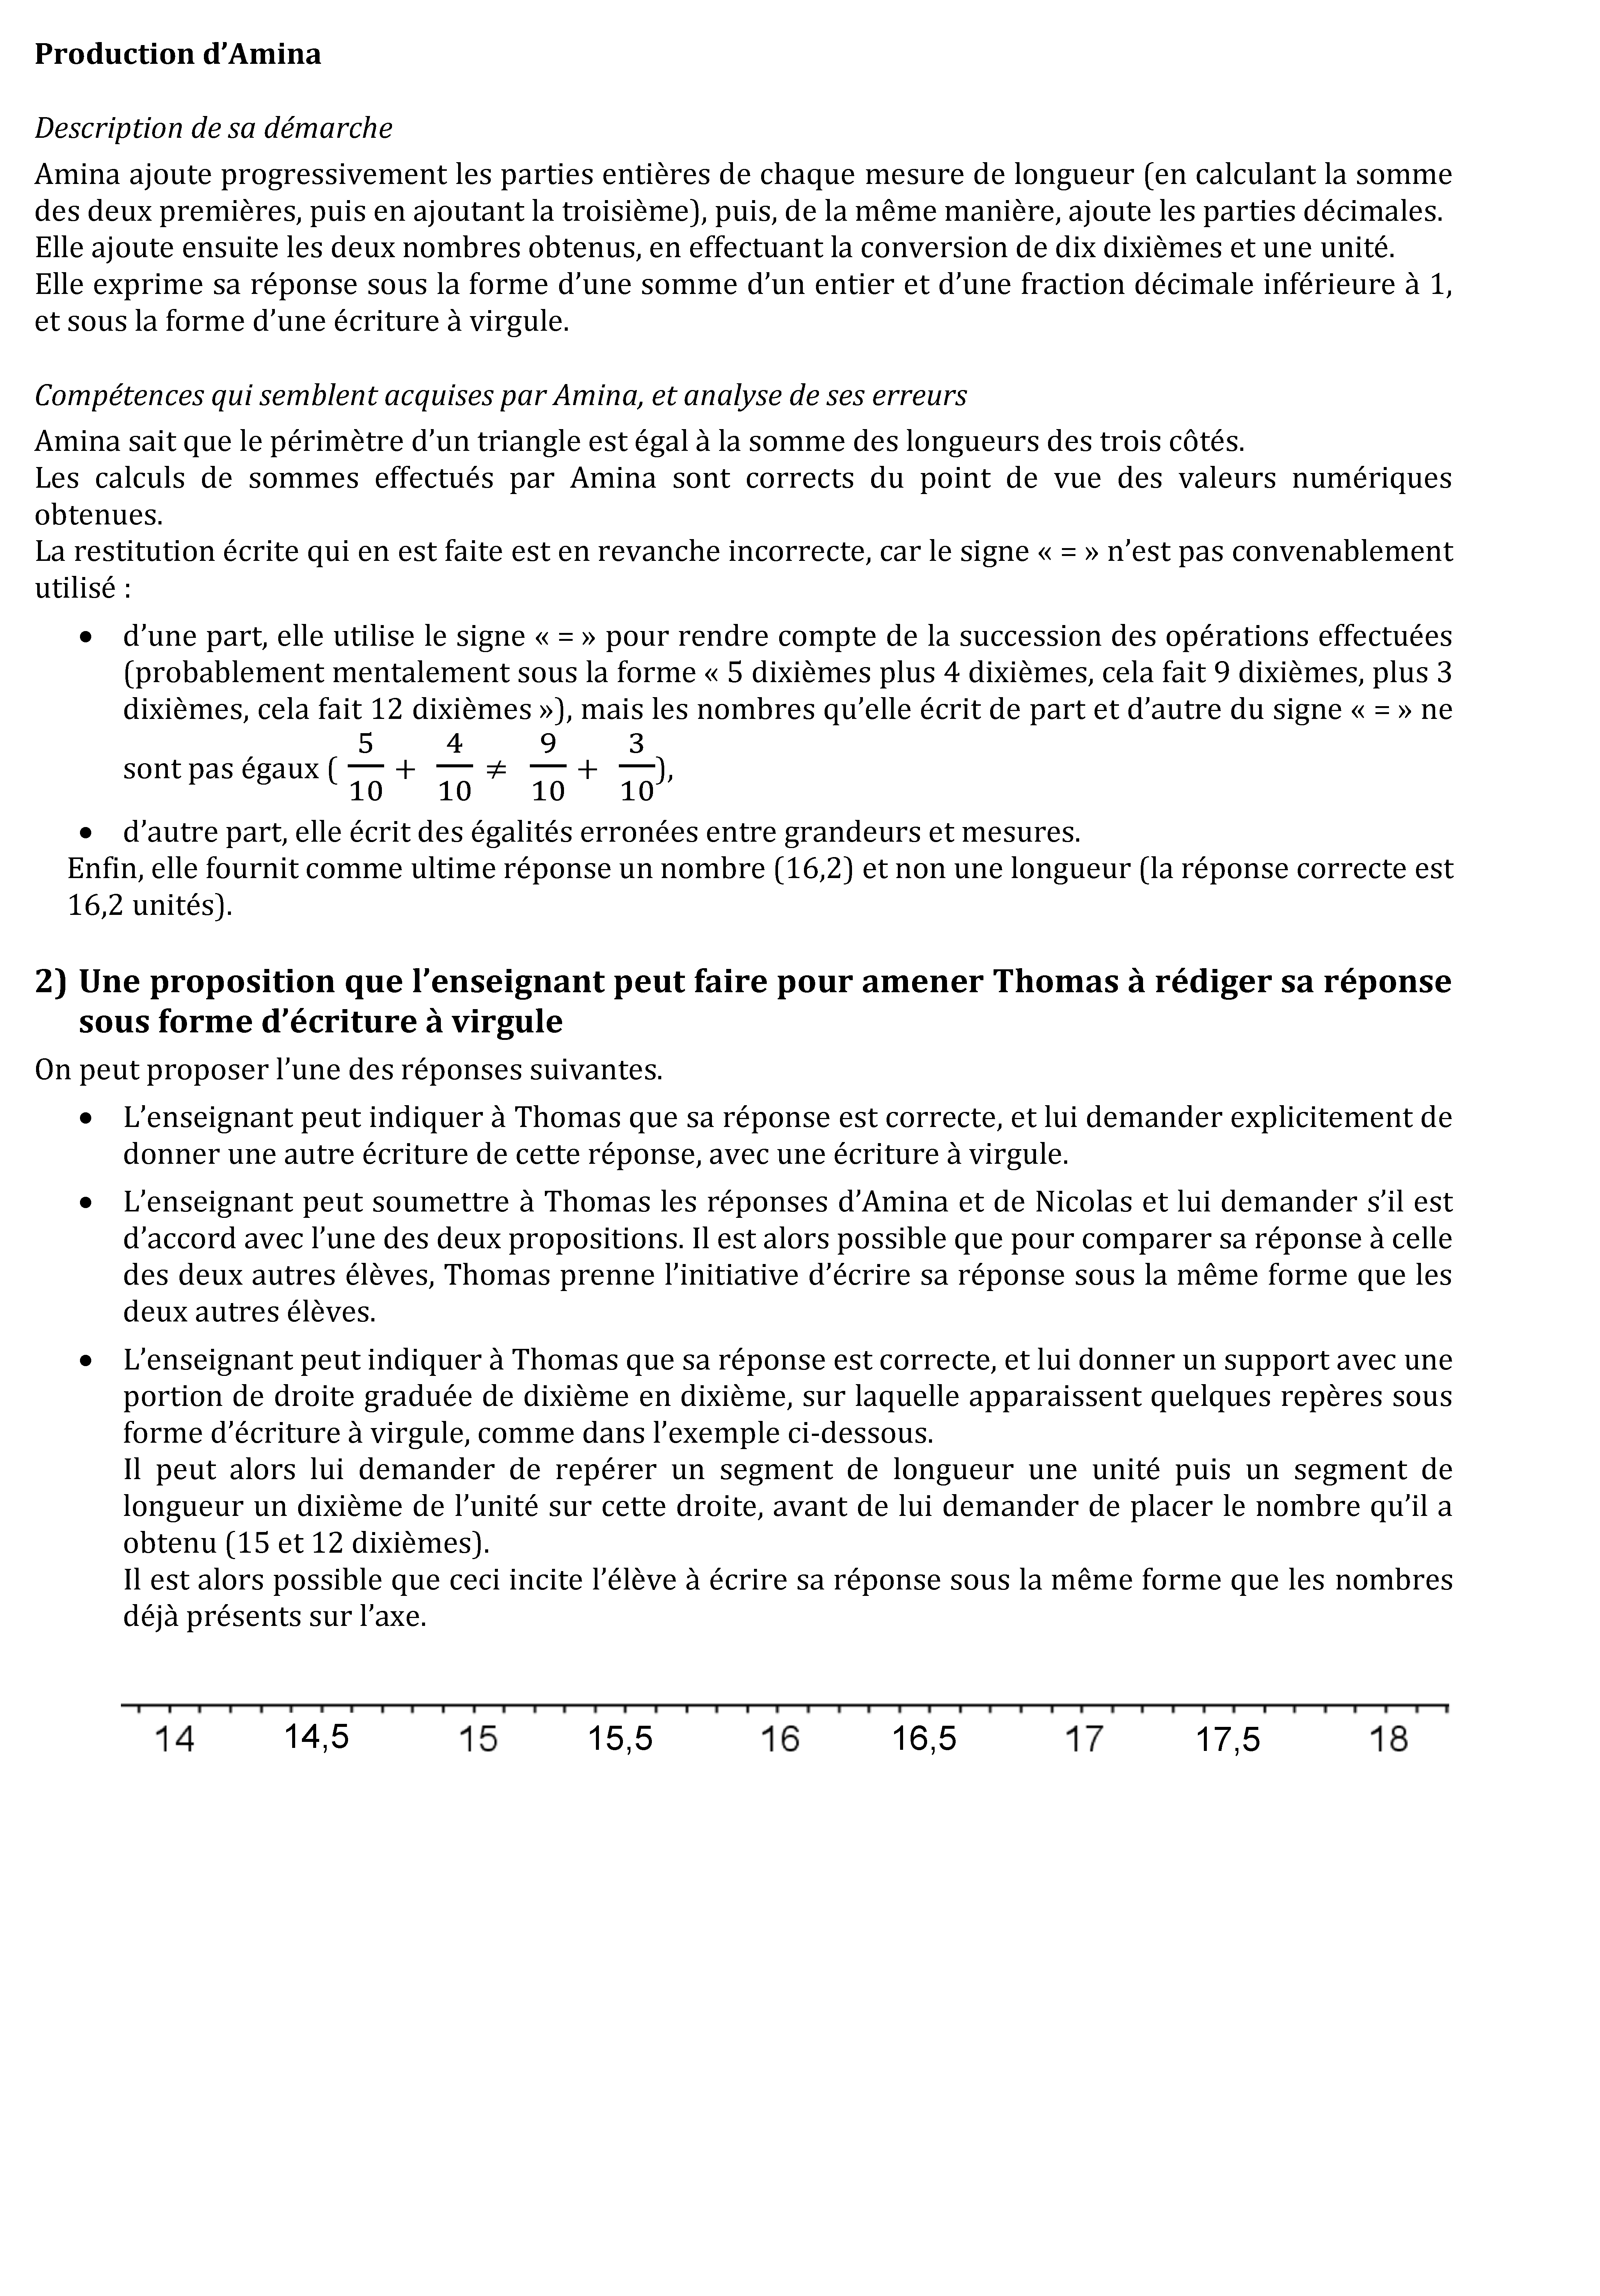 Production d’Amina
Description de sa démarche
Amina ajoute progressivement les parties entières de chaque mesure de longueur (en calculant la somme
des deux premières, puis en ajoutant la troisième), puis, de la même manière, ajoute les parties décimales.
Elle ajoute ensuite les deux nombres obtenus, en effectuant la conversion de dix dixièmes et une unité.
Elle exprime sa réponse sous la forme d’une somme d’un entier et d’une fraction décimale inférieure à 1,
et sous la forme d’une écriture à virgule.
Compétences qui semblent acquises par Amina, et analyse de ses erreurs
Amina sait que le périmètre d’un triangle est égal à la somme des longueurs des trois côtés.
Les calculs de sommes effectués par Amina sont corrects du point de vue des valeurs numériques
obtenues.
La restitution écrite qui en est faite est en revanche incorrecte, car le signe « = » n’est pas convenablement
utilisé :
• d’une part, elle utilise le signe « = » pour rendre compte de la succession des opérations effectuées
(probablement mentalement sous la forme « 5 dixièmes plus 4 dixièmes, cela fait 9 dixièmes, plus 3
dixièmes, cela fait 12 dixièmes »), mais les nombres qu’elle écrit de part et d’autre du signe « = » ne
sont pas égaux ( 5/10 + 4/10 ≠ 9/10 + 3/10),
• d’autre part, elle écrit des égalités erronées entre grandeurs et mesures.
Enfin, elle fournit comme ultime réponse un nombre (16,2) et non une longueur (la réponse correcte est
16,2 unités).
2) Une proposition que l’enseignant peut faire pour amener Thomas à rédiger sa réponse
sous forme d’écriture à virgule
On peut proposer l’une des réponses suivantes.
• L’enseignant peut indiquer à Thomas que sa réponse est correcte, et lui demander explicitement de
donner une autre écriture de cette réponse, avec une écriture à virgule.
• L’enseignant peut soumettre à Thomas les réponses d’Amina et de Nicolas et lui demander s’il est
d’accord avec l’une des deux propositions. Il est alors possible que pour comparer sa réponse à celle
des deux autres élèves, Thomas prenne l’initiative d’écrire sa réponse sous la même forme que les
deux autres élèves.
• L’enseignant peut indiquer à Thomas que sa réponse est correcte, et lui donner un support avec une
portion de droite graduée de dixième en dixième, sur laquelle apparaissent quelques repères sous
forme d’écriture à virgule, comme dans l’exemple ci-dessous.
Il peut alors lui demander de repérer un segment de longueur une unité puis un segment de
longueur un dixième de l’unité sur cette droite, avant de lui demander de placer le nombre qu’il a
obtenu (15 et 12 dixièmes).
Il est alors possible que ceci incite l’élève à écrire sa réponse sous la même forme que les nombres
déjà présents sur l’axe.
14 14,5 15 15,5 16 16,5 17 17,5 18